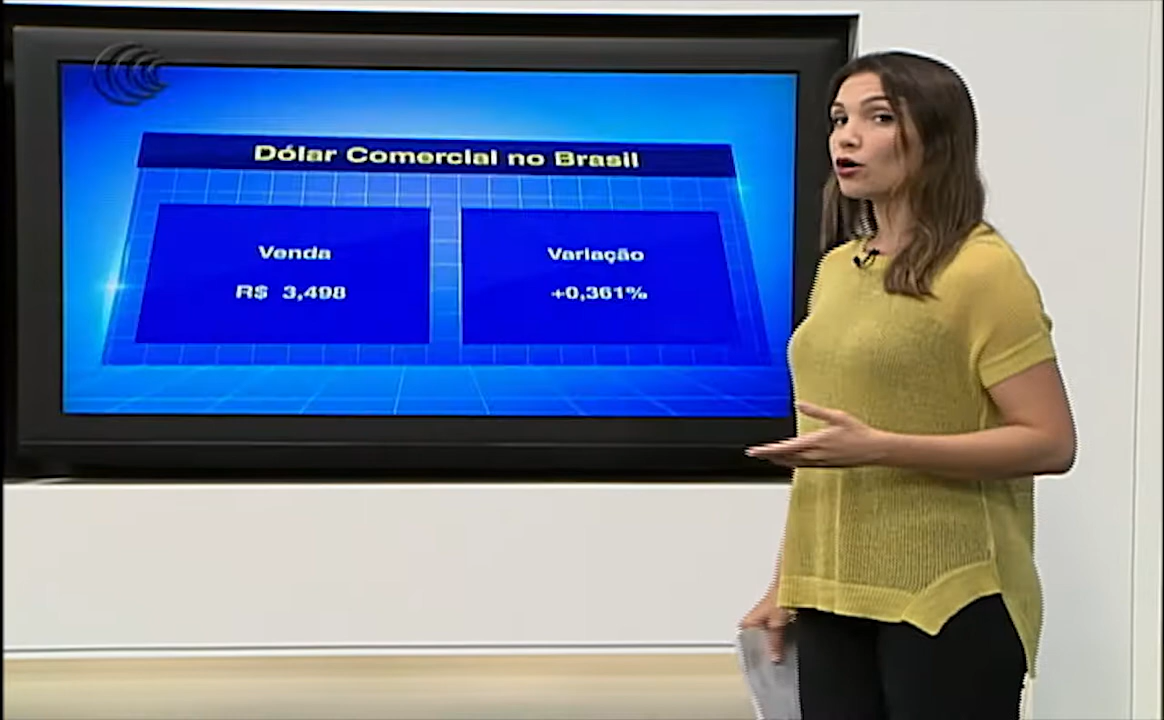 Dólar Comercial no Brasil
Venda
R$ 3,498
Variação
+0,361%